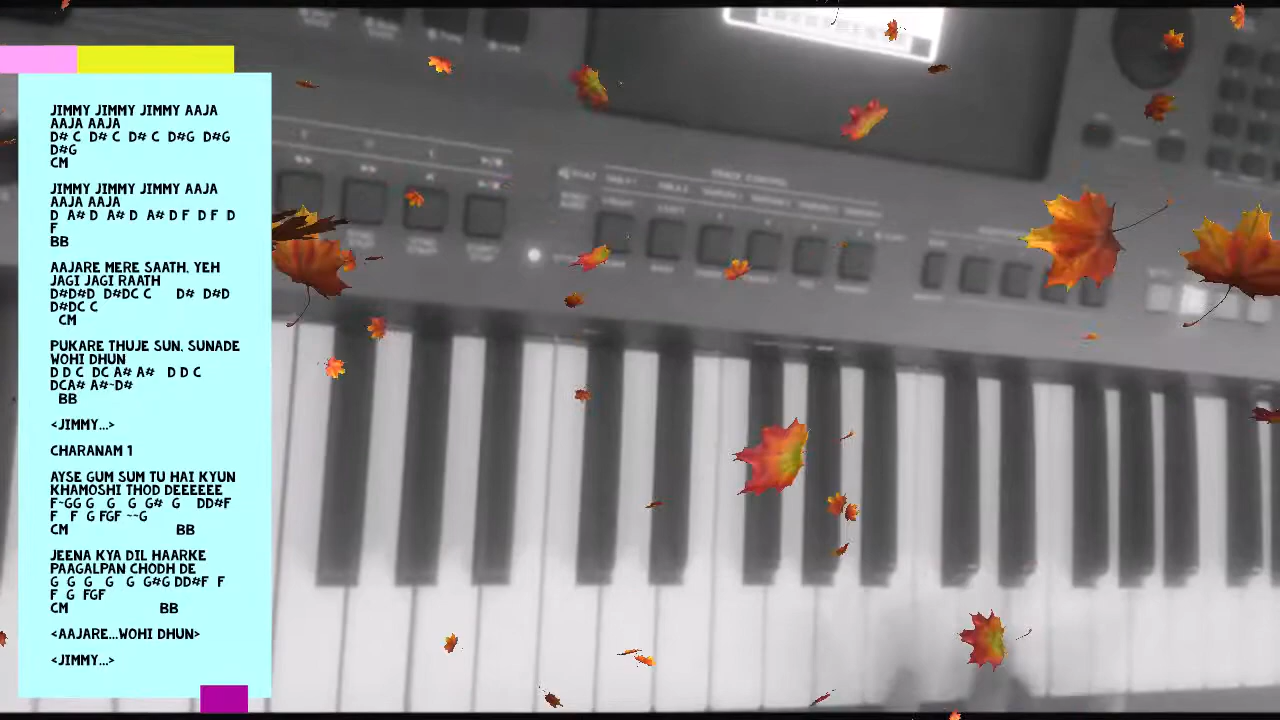 JIMMY JIMMY JIMMY AAJA
AAJA AAJA
D# C D# C D# C D#G D#G
D#G
CM
JIMMY JIMMY JIMMY AAJA
AAJA AAJA
D A# D A# D A# D F D F D
F
BB
AAJARE MERE SAATH, YEH
JAGI JAGI RAATH
D#D#D D#DC C D# D#D
D#DC C
CM
PUKARE THUJE SUN, SUNADE
WOHI DHUN
D D C DC A# A# D D C
DCA# A#~D#
BB
<JIMMY...>
CHARANAM 1
AYSE GUM SUM TU HAI KYUN
KHAMOSHI THOD DEEEEEE
F~GG G G G G# G DD#F
F F G FGF ~~G
CM BB
JEENA KYA DIL HAARKE
PAAGALPAN CHODH DE
G G G G G G#G DD#F F
F G FGF
CM BB
<AAJARE...WOHI DHUN>
<JIMMY...>